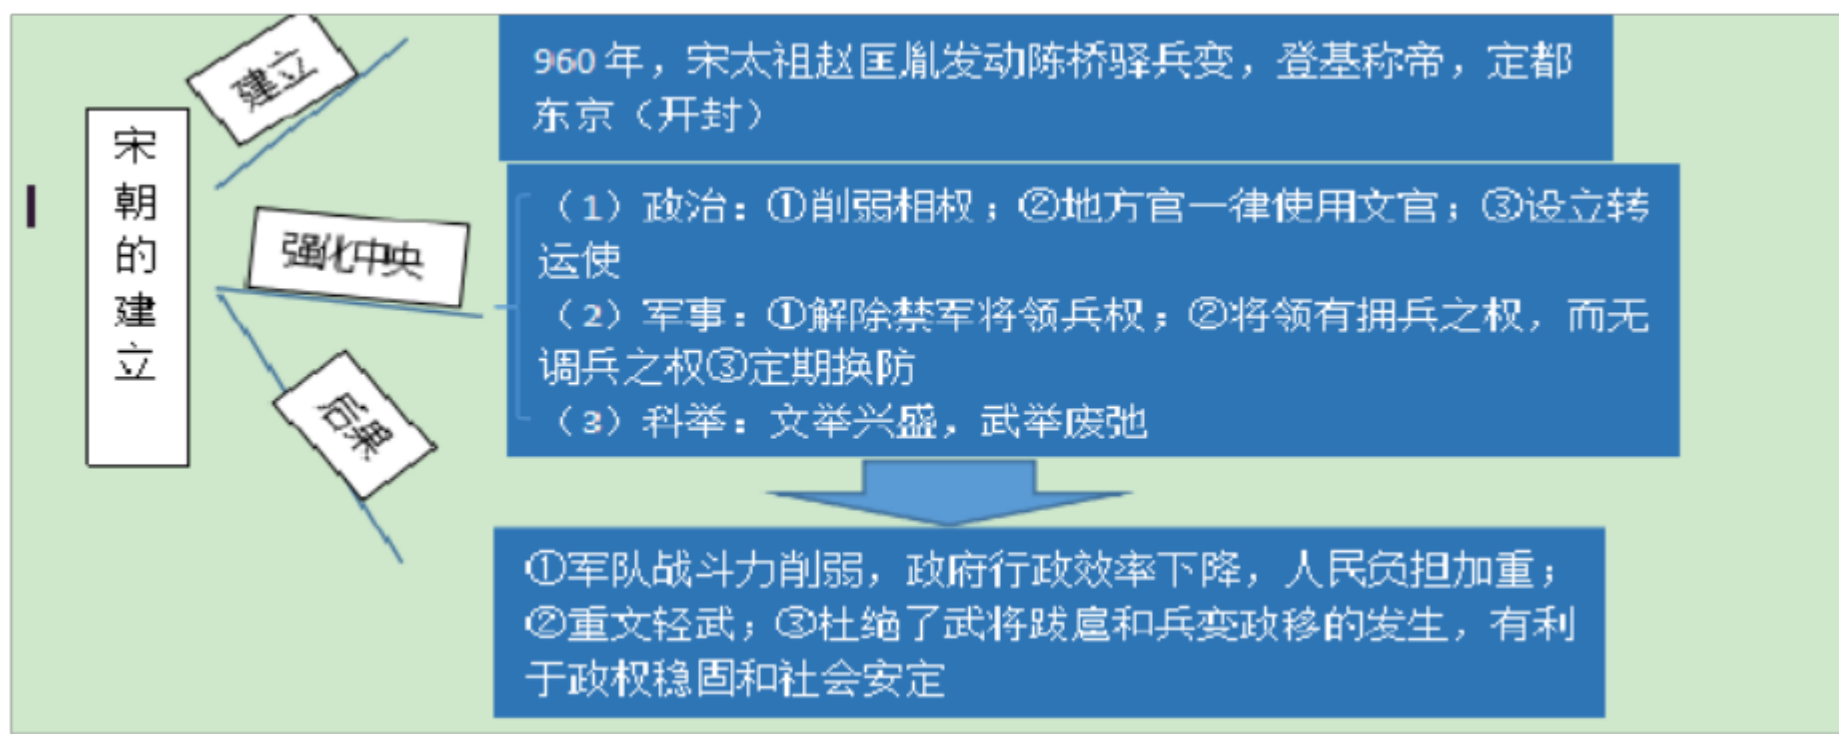 宋朝的建立
建立
960年，宋太祖赵匡胤发动陈桥驿兵变，登基称帝，定都
东京（开封）
强化中央
（1）政治：①削弱相权；②地方官一律使用文官；③设立转
运使
（2）军事：①解除禁军将领兵权；②将领有拥兵之权，而无
调兵之权③定期换防
（3）科举：文举兴盛，武举废弛
后果
①军队战斗力削弱，政府行政效率下降，人民负担加重；
②重文轻武；③杜绝了武将跋扈和兵变政移的发生，有利
于政权稳固和社会安定